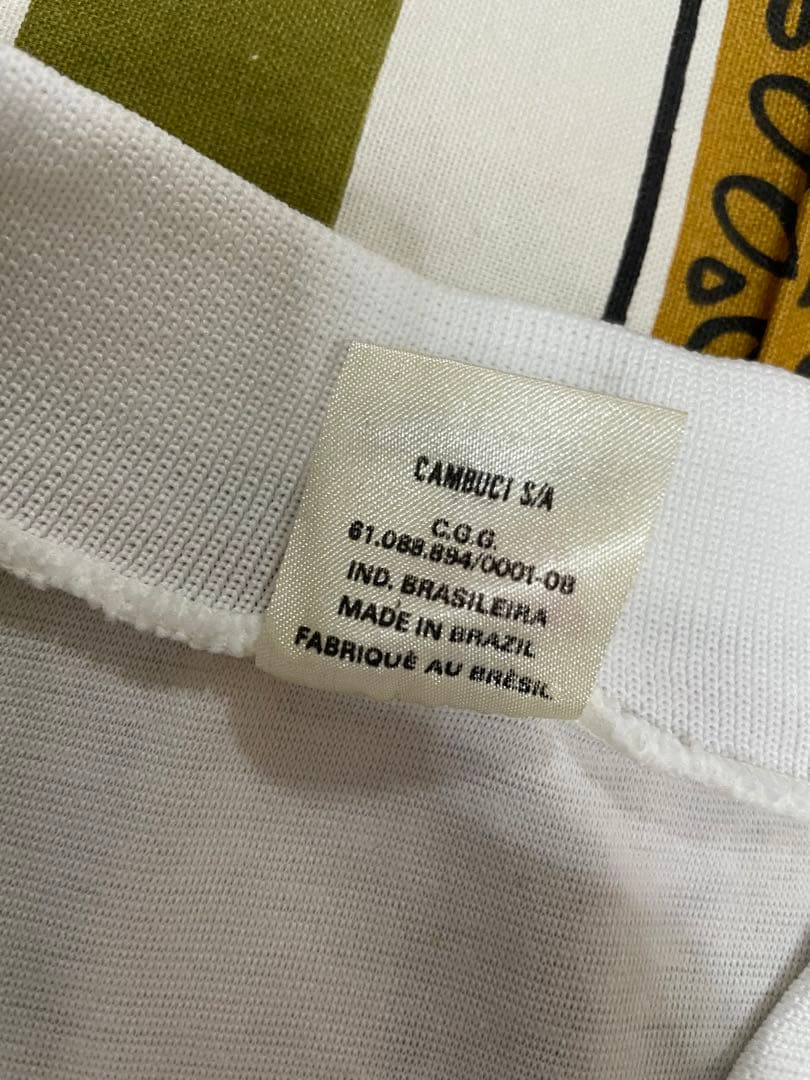 CAMBUCI S/A
C.G.G.
61.088.894/0001-08
IND. BRASILEIRA
MADE IN BRAZIL
FABRIQUÉ AU BRÉSIL